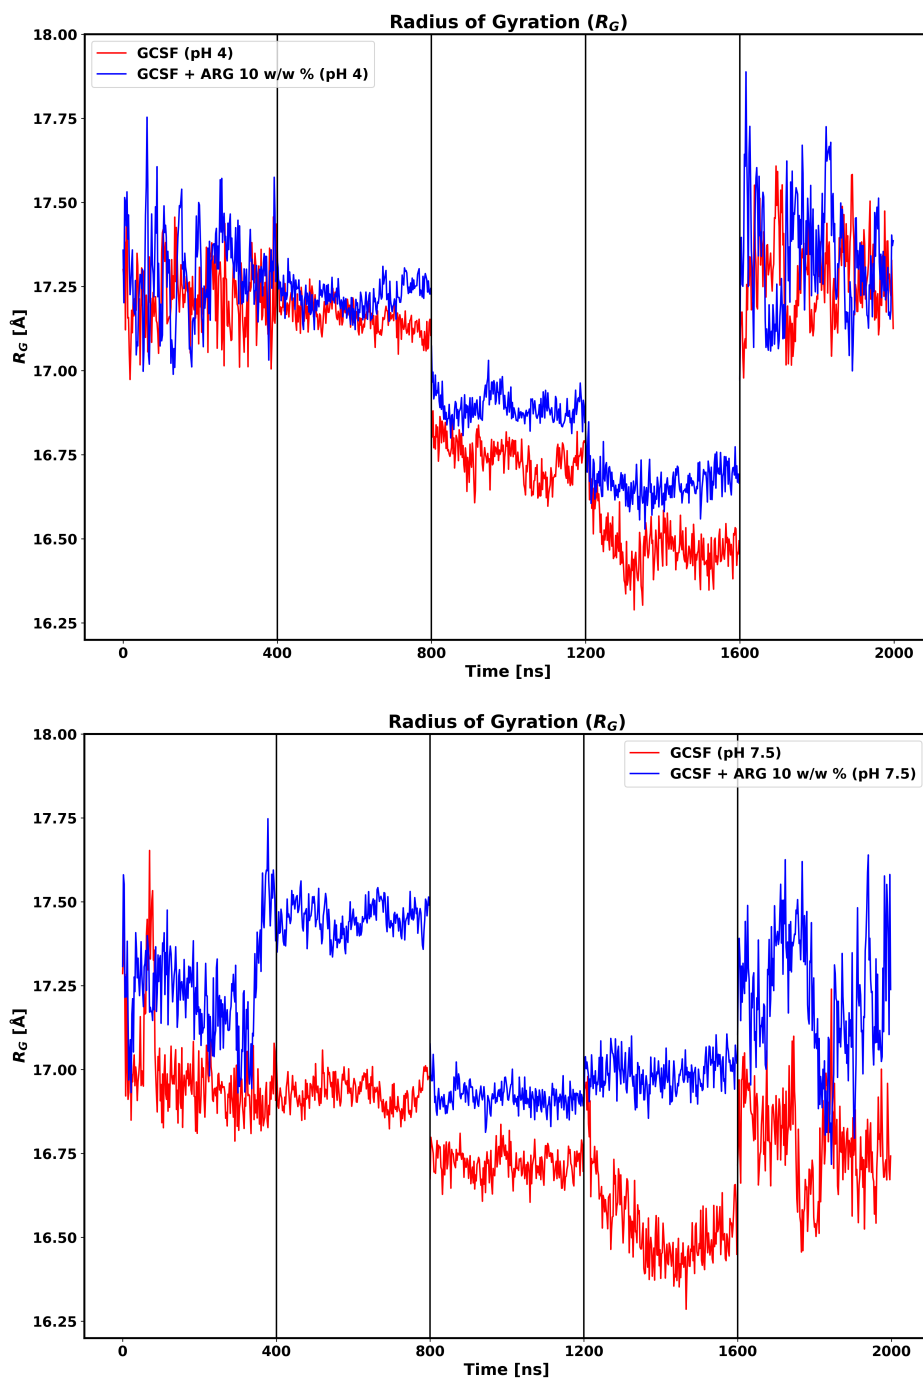 Radius of Gyration (R_G)
GCSF (pH 4)
GCSF + ARG 10 w/w % (pH 4)
18.00
17.75
17.50
17.25
17.00
16.75
16.50
16.25
R_G [Å]
0 400 800 1200 1600 2000
Time [ns]
Radius of Gyration (R_G)
GCSF (pH 7.5)
GCSF + ARG 10 w/w % (pH 7.5)
18.00
17.75
17.50
17.25
17.00
16.75
16.50
16.25
R_G [Å]
0 400 800 1200 1600 2000
Time [ns]